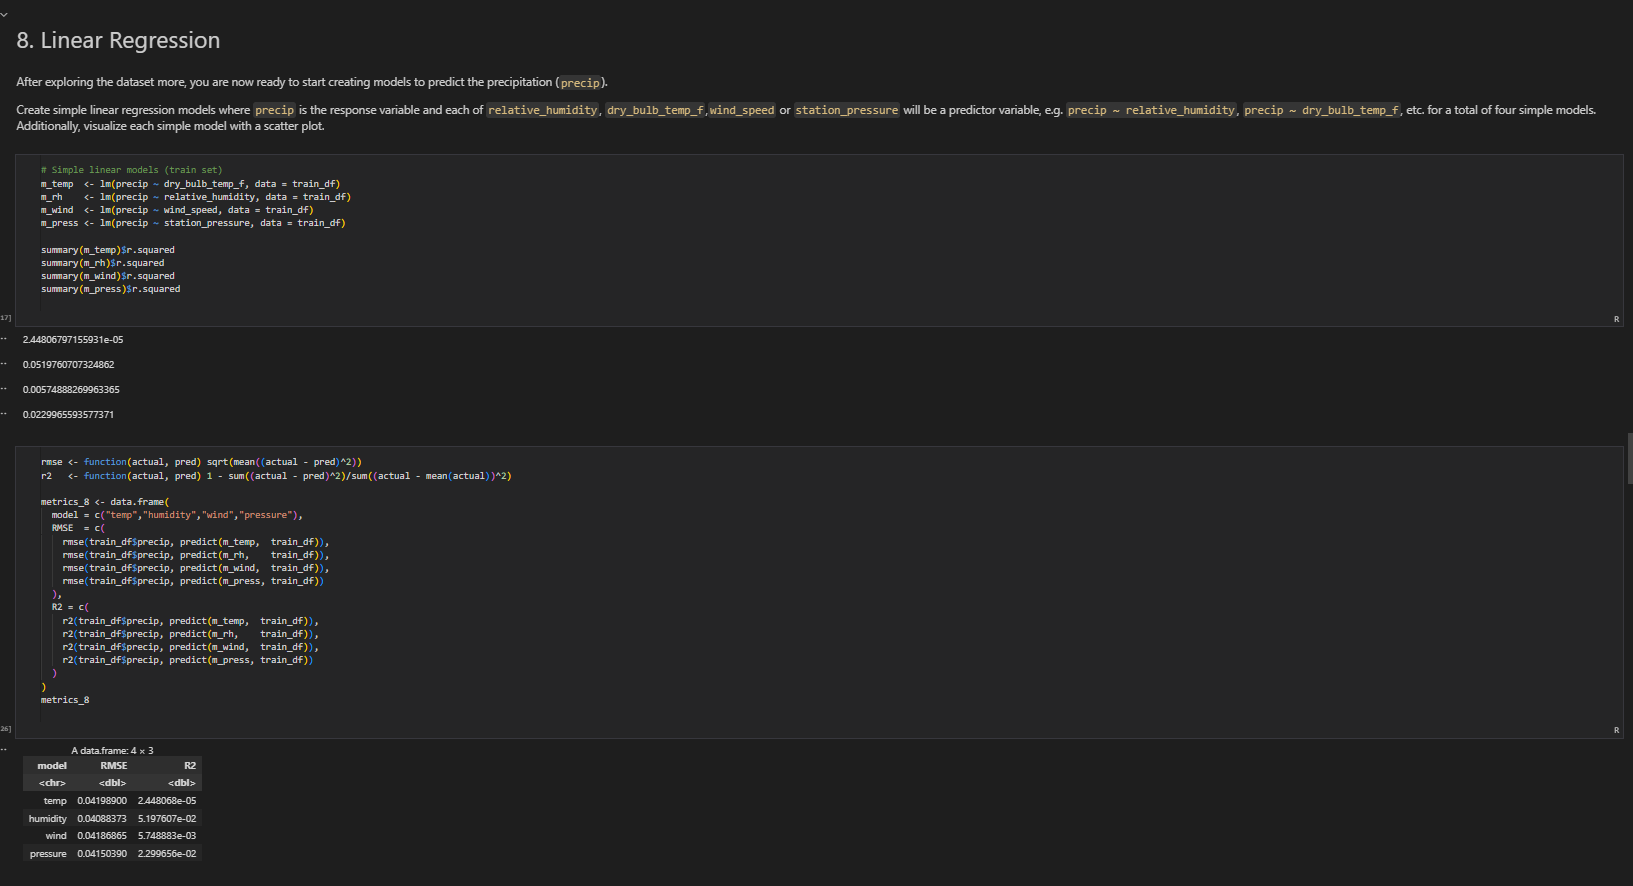 8. Linear Regression
After exploring the dataset more, you are now ready to start creating models to predict the precipitation (precip).
Create simple linear regression models where precip is the response variable and each of relative_humidity, dry_bulb_temp_f,wind_speed or station_pressure will be a predictor variable, e.g. precip ~ relative_humidity, precip ~ dry_bulb_temp_f, etc. for a total of four simple models.
Additionally, visualize each simple model with a scatter plot.
# Simple linear models (train set)
m_temp  <- lm(precip ~ dry_bulb_temp_f, data = train_df)
m_rh    <- lm(precip ~ relative_humidity, data = train_df)
m_wind  <- lm(precip ~ wind_speed, data = train_df)
m_press <- lm(precip ~ station_pressure, data = train_df)
summary(m_temp)$r.squared
summary(m_rh)$r.squared
summary(m_wind)$r.squared
summary(m_press)$r.squared
17]
R
2.44806797155931e-05
0.0519760707324862
0.00574888269963365
0.0229965593577371
rmse <- function(actual, pred) sqrt(mean((actual - pred)^2))
r2   <- function(actual, pred) 1 - sum((actual - pred)^2)/sum((actual - mean(actual))^2)
metrics_8 <- data.frame(
  model = c("temp","humidity","wind","pressure"),
  RMSE  = c(
    rmse(train_df$precip, predict(m_temp,  train_df)),
    rmse(train_df$precip, predict(m_rh,    train_df)),
    rmse(train_df$precip, predict(m_wind,  train_df)),
    rmse(train_df$precip, predict(m_press, train_df))
  ),
  R2 = c(
    r2(train_df$precip, predict(m_temp,  train_df)),
    r2(train_df$precip, predict(m_rh,    train_df)),
    r2(train_df$precip, predict(m_wind,  train_df)),
    r2(train_df$precip, predict(m_press, train_df))
  )
)
metrics_8
26]
R
A data.frame: 4 × 3
model RMSE R2
<chr> <dbl> <dbl>
temp 0.04198900 2.448068e-05
humidity 0.04088373 5.197607e-02
wind 0.04186865 5.748883e-03
pressure 0.04150390 2.299656e-02